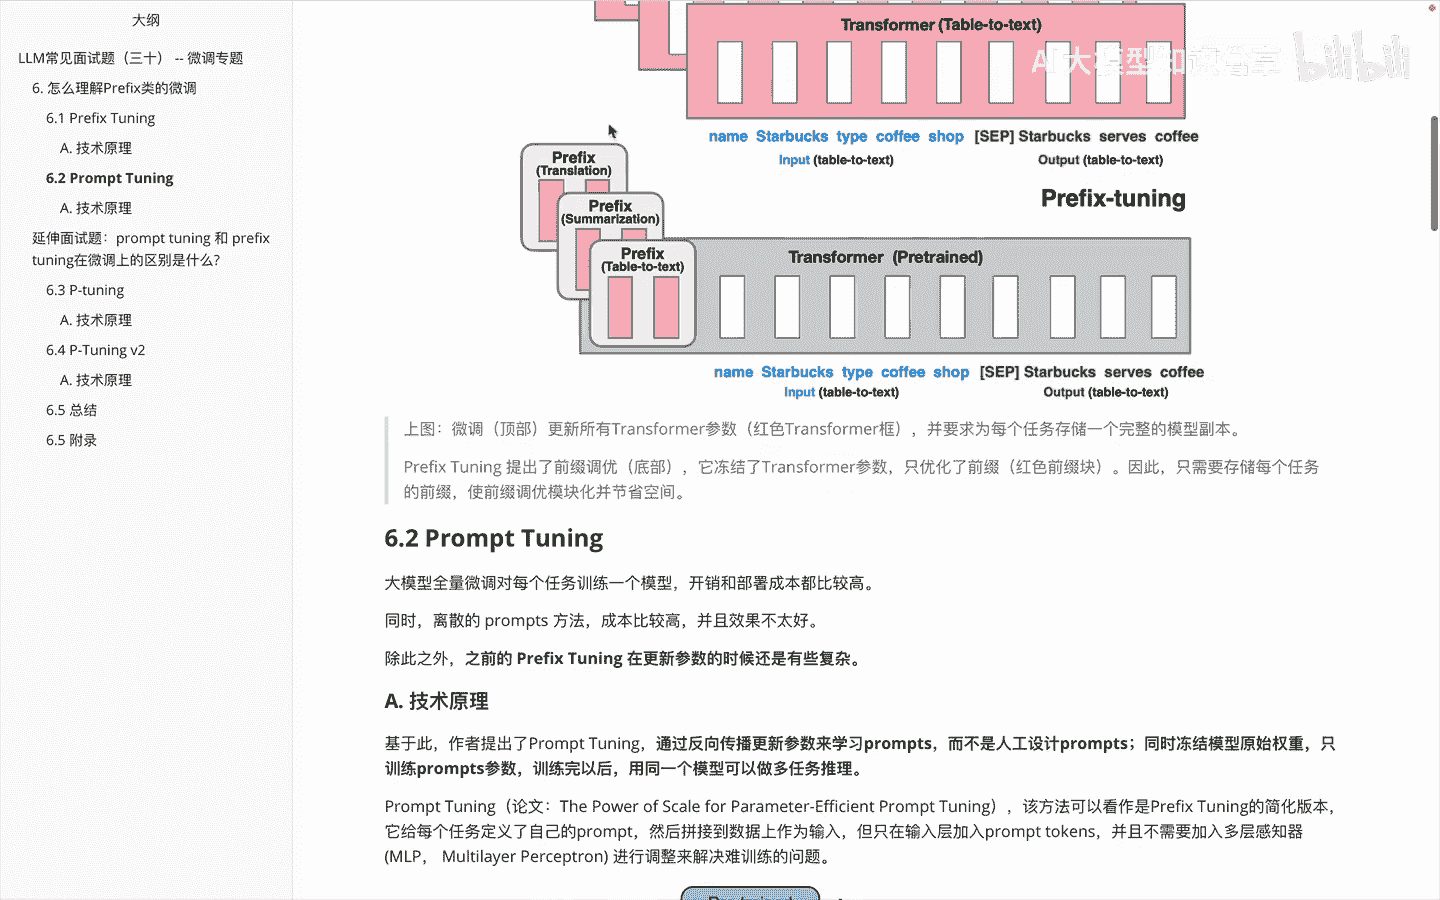 大纲
LLM常见面试题（三十） -- 微调专题
6. 怎么理解Prefix类的微调
6.1 Prefix Tuning
A. 技术原理
6.2 Prompt Tuning
A. 技术原理
延伸面试题：prompt tuning 和 prefix
tuning在微调上的区别是什么?
6.3 P-tuning
A. 技术原理
6.4 P-Tuning v2
A. 技术原理
6.5 总结
6.5 附录
Transformer (Table-to-text)
AI大模型知识分享 bilibili
name Starbucks type coffee shop [SEP] Starbucks serves coffee
Input (table-to-text) Output (table-to-text)
Prefix
(Translation)
Prefix-tuning
Prefix
(Summarization)
Prefix
(Table-to-text)
Transformer (Pretrained)
name Starbucks type coffee shop [SEP] Starbucks serves coffee
Input (table-to-text) Output (table-to-text)
上图：微调（顶部）更新所有Transformer参数（红色Transformer框），并要求为每个任务存储一个完整的模型副本。
Prefix Tuning 提出了前缀调优（底部），它冻结了Transformer参数，只优化了前缀（红色前缀块）。因此，只需要存储每个任务
的前缀，使前缀调优模块化并节省空间。
6.2 Prompt Tuning
大模型全量微调对每个任务训练一个模型，开销和部署成本都比较高。
同时，离散的 prompts 方法，成本比较高，并且效果不太好。
除此之外，之前的 Prefix Tuning 在更新参数的时候还是有些复杂。
A. 技术原理
基于此，作者提出了Prompt Tuning，通过反向传播更新参数来学习prompts，而不是人工设计prompts；同时冻结模型原始权重，只
训练prompts参数，训练完以后，用同一个模型可以做多任务推理。
Prompt Tuning（论文：The Power of Scale for Parameter-Efficient Prompt Tuning），该方法可以看作是Prefix Tuning的简化版本，
它给每个任务定义了自己的prompt，然后拼接到数据上作为输入，但只在输入层加入prompt tokens，并且不需要加入多层感知器
(MLP， Multilayer Perceptron) 进行调整来解决难训练的问题。